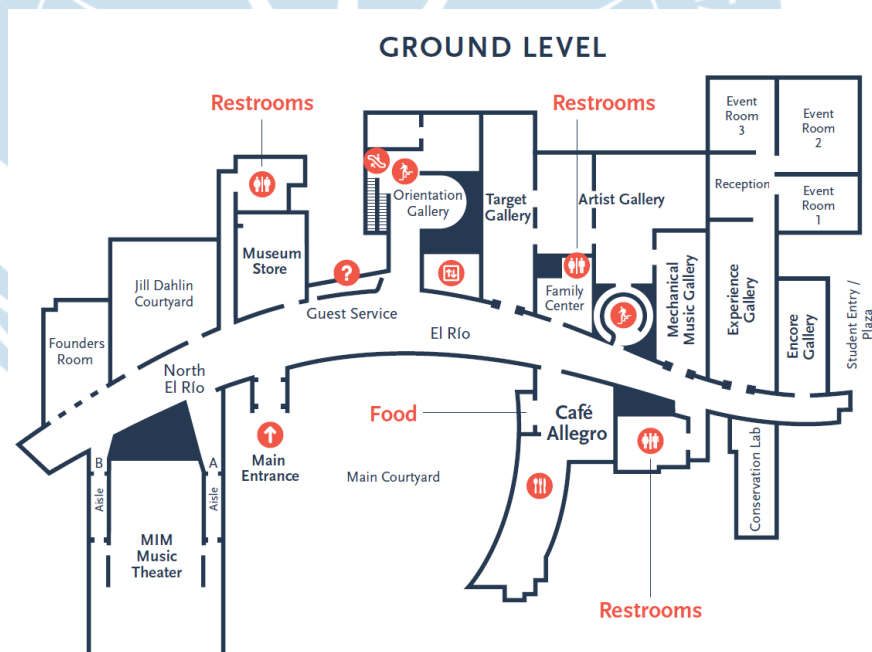 GROUND LEVEL
Restrooms
Restrooms
Event
Room
3
Event
Room
2
Reception
Event
Room
1
Orientation
Gallery
Target
Gallery
Artist Gallery
Museum
Store
?
Jill Dahlin
Courtyard
Guest Service
Family
Center
Mechanical
Music Gallery
Experience
Gallery
Encore
Gallery
Student Entry /
Plaza
Founders
Room
El Río
North
El Río
Food
Café
Allegro
Main
Entrance
Main Courtyard
B
Aisle
A
Aisle
MIM
Music
Theater
Conservation Lab
Restrooms